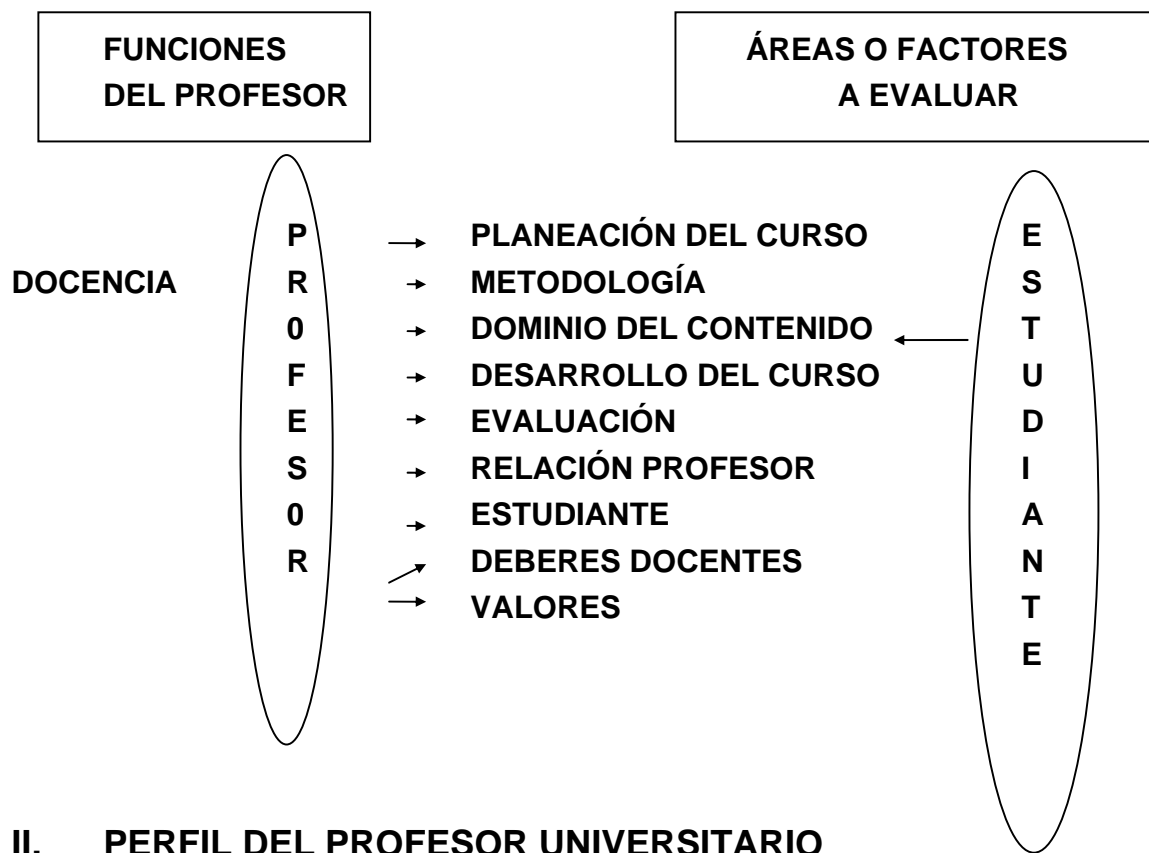 FUNCIONES
DEL PROFESOR
ÁREAS O FACTORES
A EVALUAR
P PLANEACIÓN DEL CURSO E
DOCENCIA R METODOLOGÍA S
0 DOMINIO DEL CONTENIDO T
F DESARROLLO DEL CURSO U
E EVALUACIÓN D
S RELACIÓN PROFESOR I
0 ESTUDIANTE A
R DEBERES DOCENTES N
VALORES T
E
II. PERFIL DEL PROFESOR UNIVERSITARIO